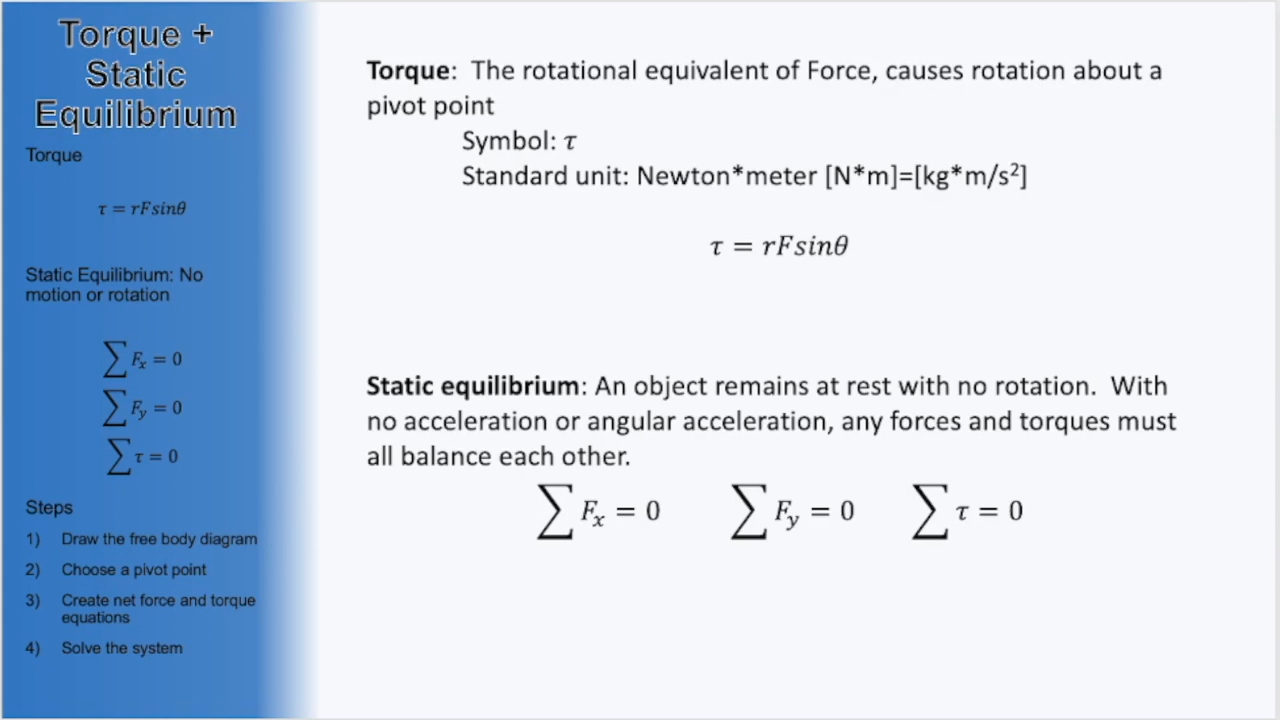 Torque +
Static
Equilibrium
Torque
τ = rFsinθ
Static Equilibrium: No
motion or rotation
∑ Fₓ = 0
∑ Fᵧ = 0
∑ τ = 0
Steps
1) Draw the free body diagram
2) Choose a pivot point
3) Create net force and torque
equations
4) Solve the system
Torque: The rotational equivalent of Force, causes rotation about a
pivot point
Symbol: τ
Standard unit: Newton*meter [N*m]=[kg*m/s²]
τ = rFsinθ
Static equilibrium: An object remains at rest with no rotation. With
no acceleration or angular acceleration, any forces and torques must
all balance each other.
∑ Fₓ = 0 ∑ Fᵧ = 0 ∑ τ = 0